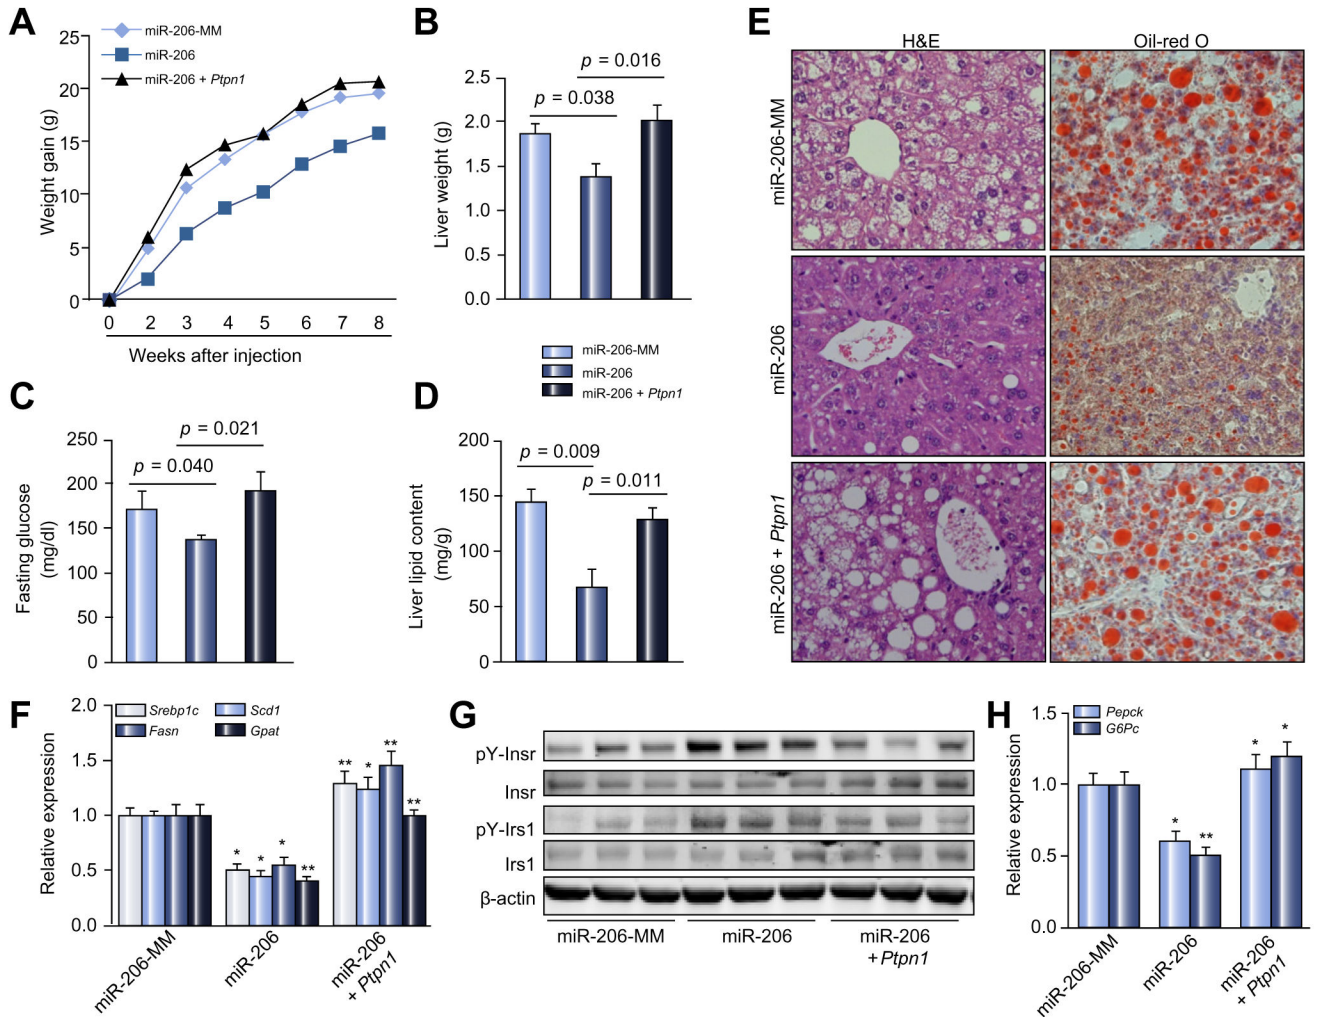 A
miR-206-MM
miR-206
miR-206 + Ptpn1
Weight gain (g)
25
20
15
10
5
0
0 2 3 4 5 6 7 8
Weeks after injection
B
p = 0.016
p = 0.038
Liver weight (g)
2.5
2.0
1.5
1.0
0.5
0.0
miR-206-MM
miR-206
miR-206 + Ptpn1
C
p = 0.021
p = 0.040
Fasting glucose
(mg/dl)
250
200
150
100
50
0
D
p = 0.009
p = 0.011
Liver lipid content
(mg/g)
200
150
100
50
0
E
H&E Oil-red O
miR-206-MM
miR-206
miR-206 + Ptpn1
F
Srebp1c Scd1
Fasn Gpat
Relative expression
2.0
1.5
1.0
0.5
0.0
* * * **
** * ** **
miR-206-MM
miR-206
miR-206
+ Ptpn1
G
pY-Insr
Insr
pY-Irs1
Irs1
β-actin
miR-206-MM miR-206 miR-206
+Ptpn1
H
Pepck
G6Pc
Relative expression
1.5
1.0
0.5
0.0
* **
* *
miR-206-MM
miR-206
miR-206
+ Ptpn1